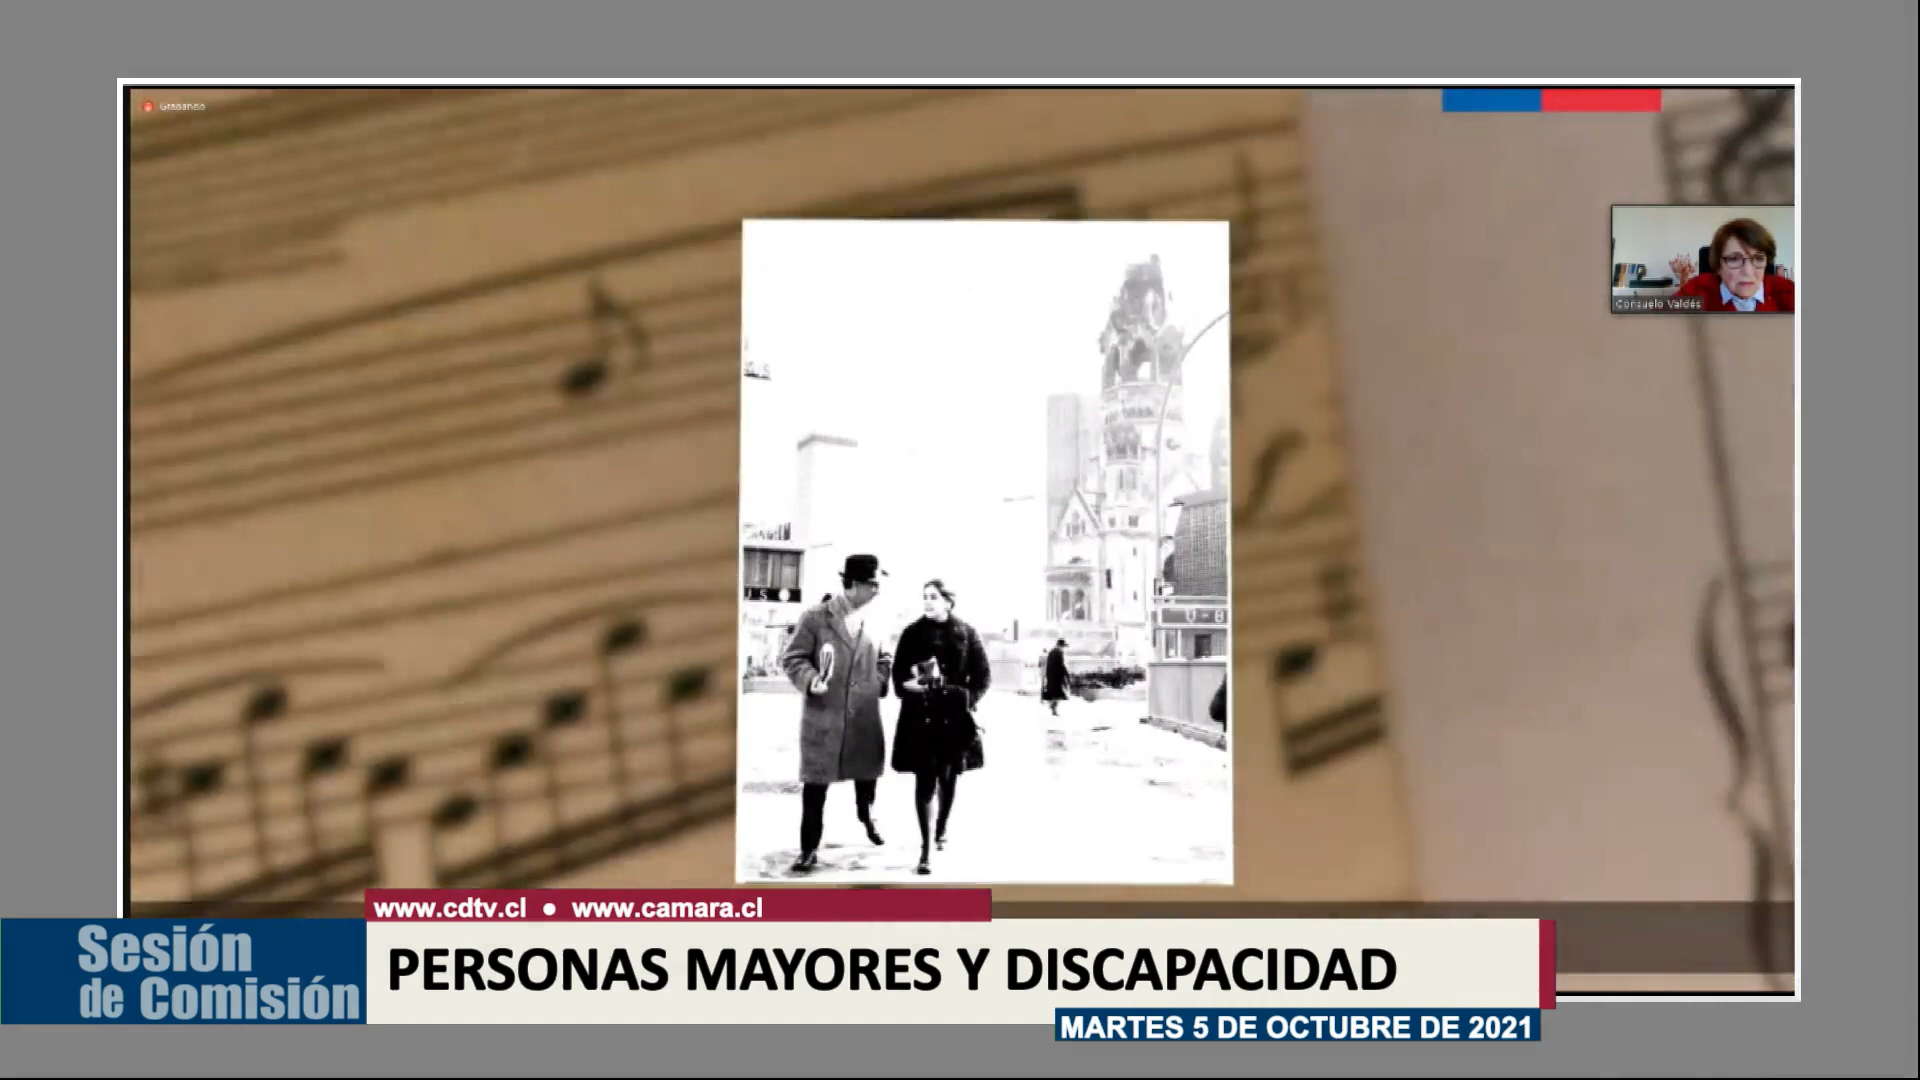 Grabando
Consuelo Valdés
U-B
www.cdtv.cl ● www.camara.cl
Sesión
de Comisión
PERSONAS MAYORES Y DISCAPACIDAD
MARTES 5 DE OCTUBRE DE 2021